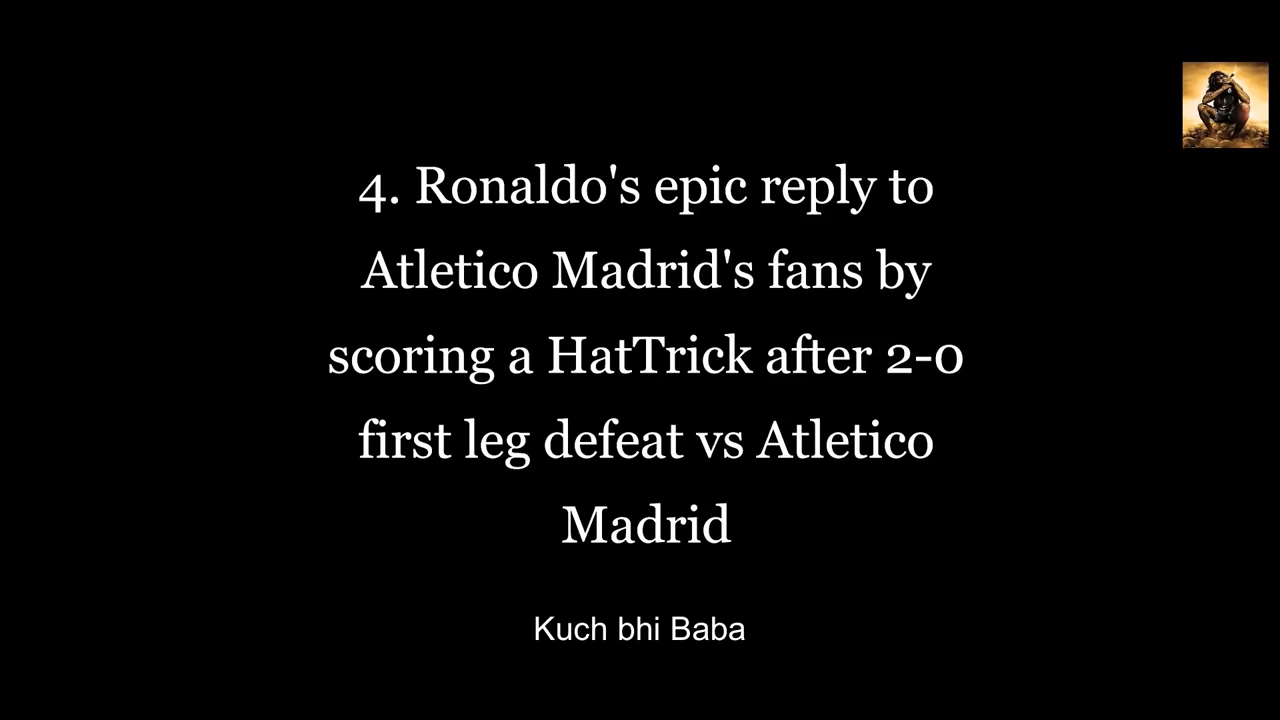 4. Ronaldo's epic reply to
Atletico Madrid's fans by
scoring a HatTrick after 2-0
first leg defeat vs Atletico
Madrid
Kuch bhi Baba